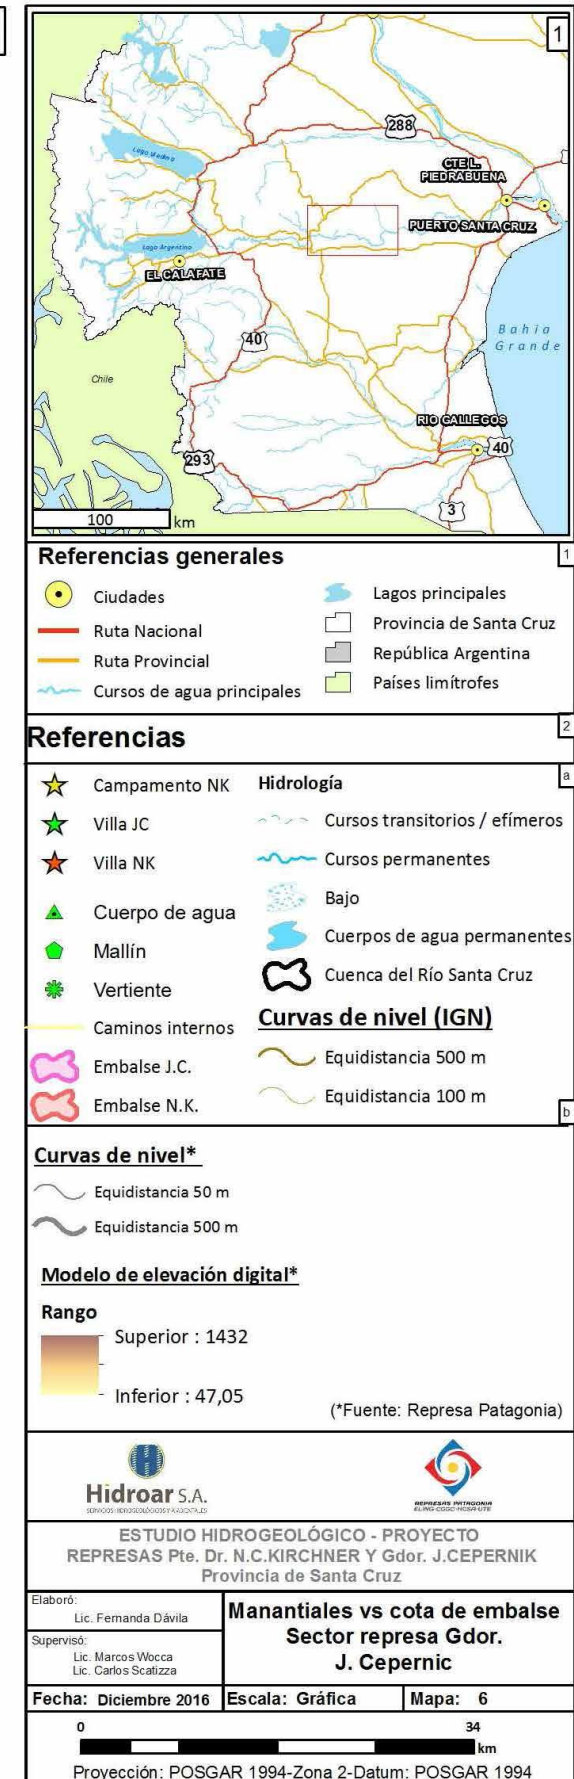 1
288
Lago Viedma
CTE L.
PIEDRABUENA
PUERTO SANTA CRUZ
Lago Argentino
EL CALAFATE
Bahia
Grande
40
Chile
RIO GALLEGOS
40
293
3
100 km
Referencias generales
1
Ciudades
Ruta Nacional
Ruta Provincial
Cursos de agua principales
Lagos principales
Provincia de Santa Cruz
República Argentina
Países limítrofes
2
Referencias
a
Campamento NK
Villa JC
Villa NK
Cuerpo de agua
Mallín
Vertiente
Caminos internos
Embalse J.C.
Embalse N.K.
Hidrología
Cursos transitorios / efímeros
Cursos permanentes
Bajo
Cuerpos de agua permanentes
Cuenca del Río Santa Cruz
Curvas de nivel (IGN)
Equidistancia 500 m
Equidistancia 100 m
b
Curvas de nivel*
Equidistancia 50 m
Equidistancia 500 m
Modelo de elevación digital*
Rango
Superior : 1432
Inferior : 47,05
(*Fuente: Represa Patagonia)
Hidroar S.A.
SERVICIOS HIDROGEOLÓGICOS Y AMBIENTALES
REPRESAS PATAGONIA
ELING-CGGC-HCSA-UTE
ESTUDIO HIDROGEOLÓGICO - PROYECTO
REPRESAS Pte. Dr. N.C.KIRCHNER Y Gdor. J.CEPERNIK
Provincia de Santa Cruz
Elaboró:
Lic. Fernanda Dávila
Supervisó:
Lic. Marcos Wocca
Lic. Carlos Scatizza
Manantiales vs cota de embalse
Sector represa Gdor.
J. Cepernic
Fecha: Diciembre 2016
Escala: Gráfica
Mapa: 6
0 34
km
Proyección: POSGAR 1994-Zona 2-Datum: POSGAR 1994